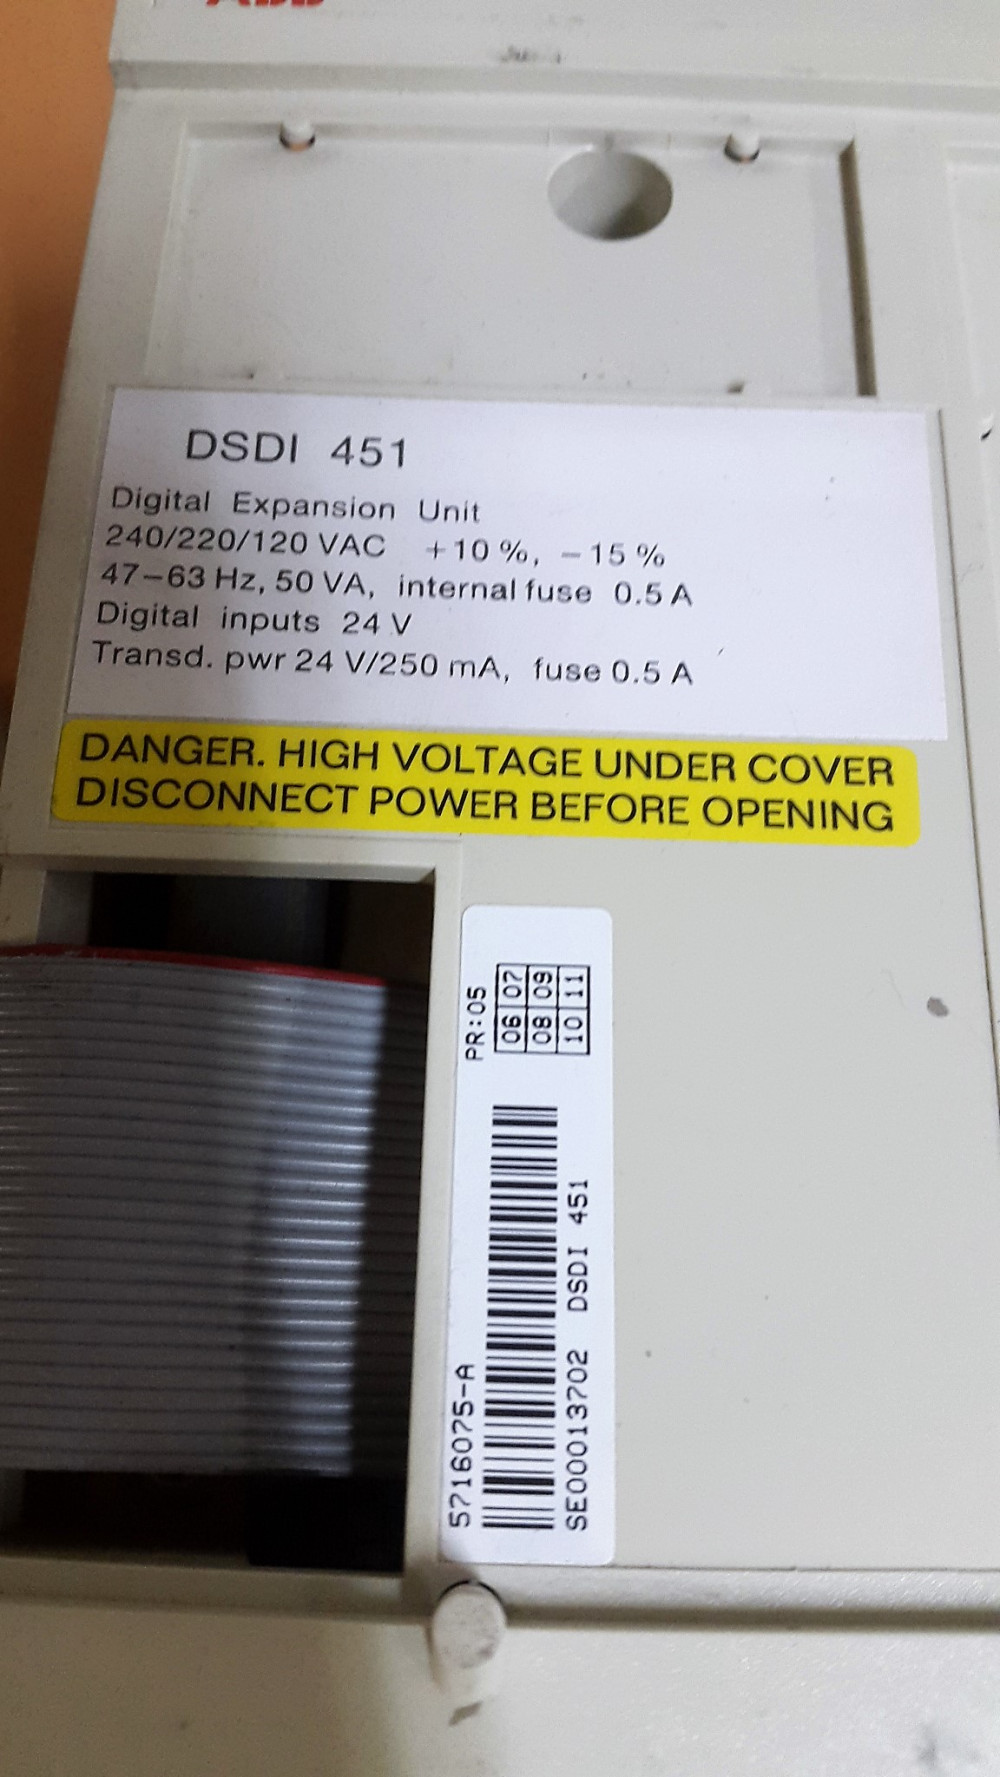 ABB
DSDI 451
Digital Expansion Unit
240/220/120 VAC +10 %, −15 %
47−63 Hz, 50 VA, internal fuse 0.5 A
Digital inputs 24 V
Transd. pwr 24 V/250 mA, fuse 0.5 A
DANGER. HIGH VOLTAGE UNDER COVER
DISCONNECT POWER BEFORE OPENING
5716075-A PR:05
06 07
08 09
10 11
SE00013702 DSDI 451